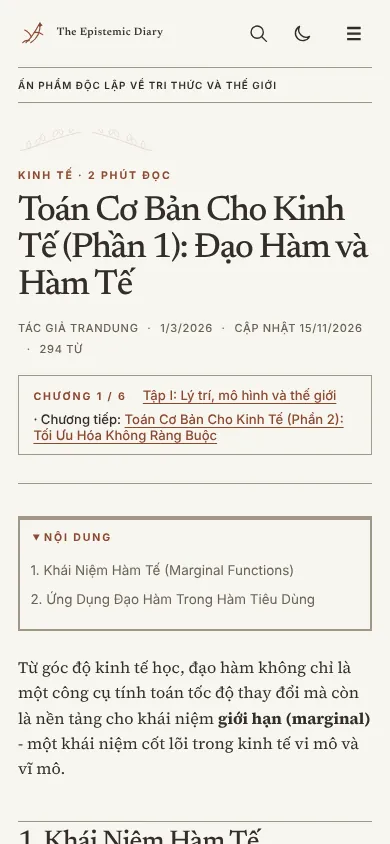 The Epistemic Diary
ẤN PHẨM ĐỘC LẬP VỀ TRI THỨC VÀ THẾ GIỚI
KINH TẾ · 2 PHÚT ĐỌC
Toán Cơ Bản Cho Kinh
Tế (Phần 1): Đạo Hàm và
Hàm Tế
TÁC GIẢ TRANDUNG · 1/3/2026 · CẬP NHẬT 15/11/2026
· 294 TỪ
CHƯƠNG 1 / 6 Tập I: Lý trí, mô hình và thế giới
· Chương tiếp: Toán Cơ Bản Cho Kinh Tế (Phần 2):
Tối Ưu Hóa Không Ràng Buộc
▼ NỘI DUNG
1. Khái Niệm Hàm Tế (Marginal Functions)
2. Ứng Dụng Đạo Hàm Trong Hàm Tiêu Dùng
Từ góc độ kinh tế học, đạo hàm không chỉ là
một công cụ tính toán tốc độ thay đổi mà còn
là nền tảng cho khái niệm giới hạn (marginal)
- một khái niệm cốt lõi trong kinh tế vi mô và
vĩ mô.
1. Khái Niệm Hàm Tế